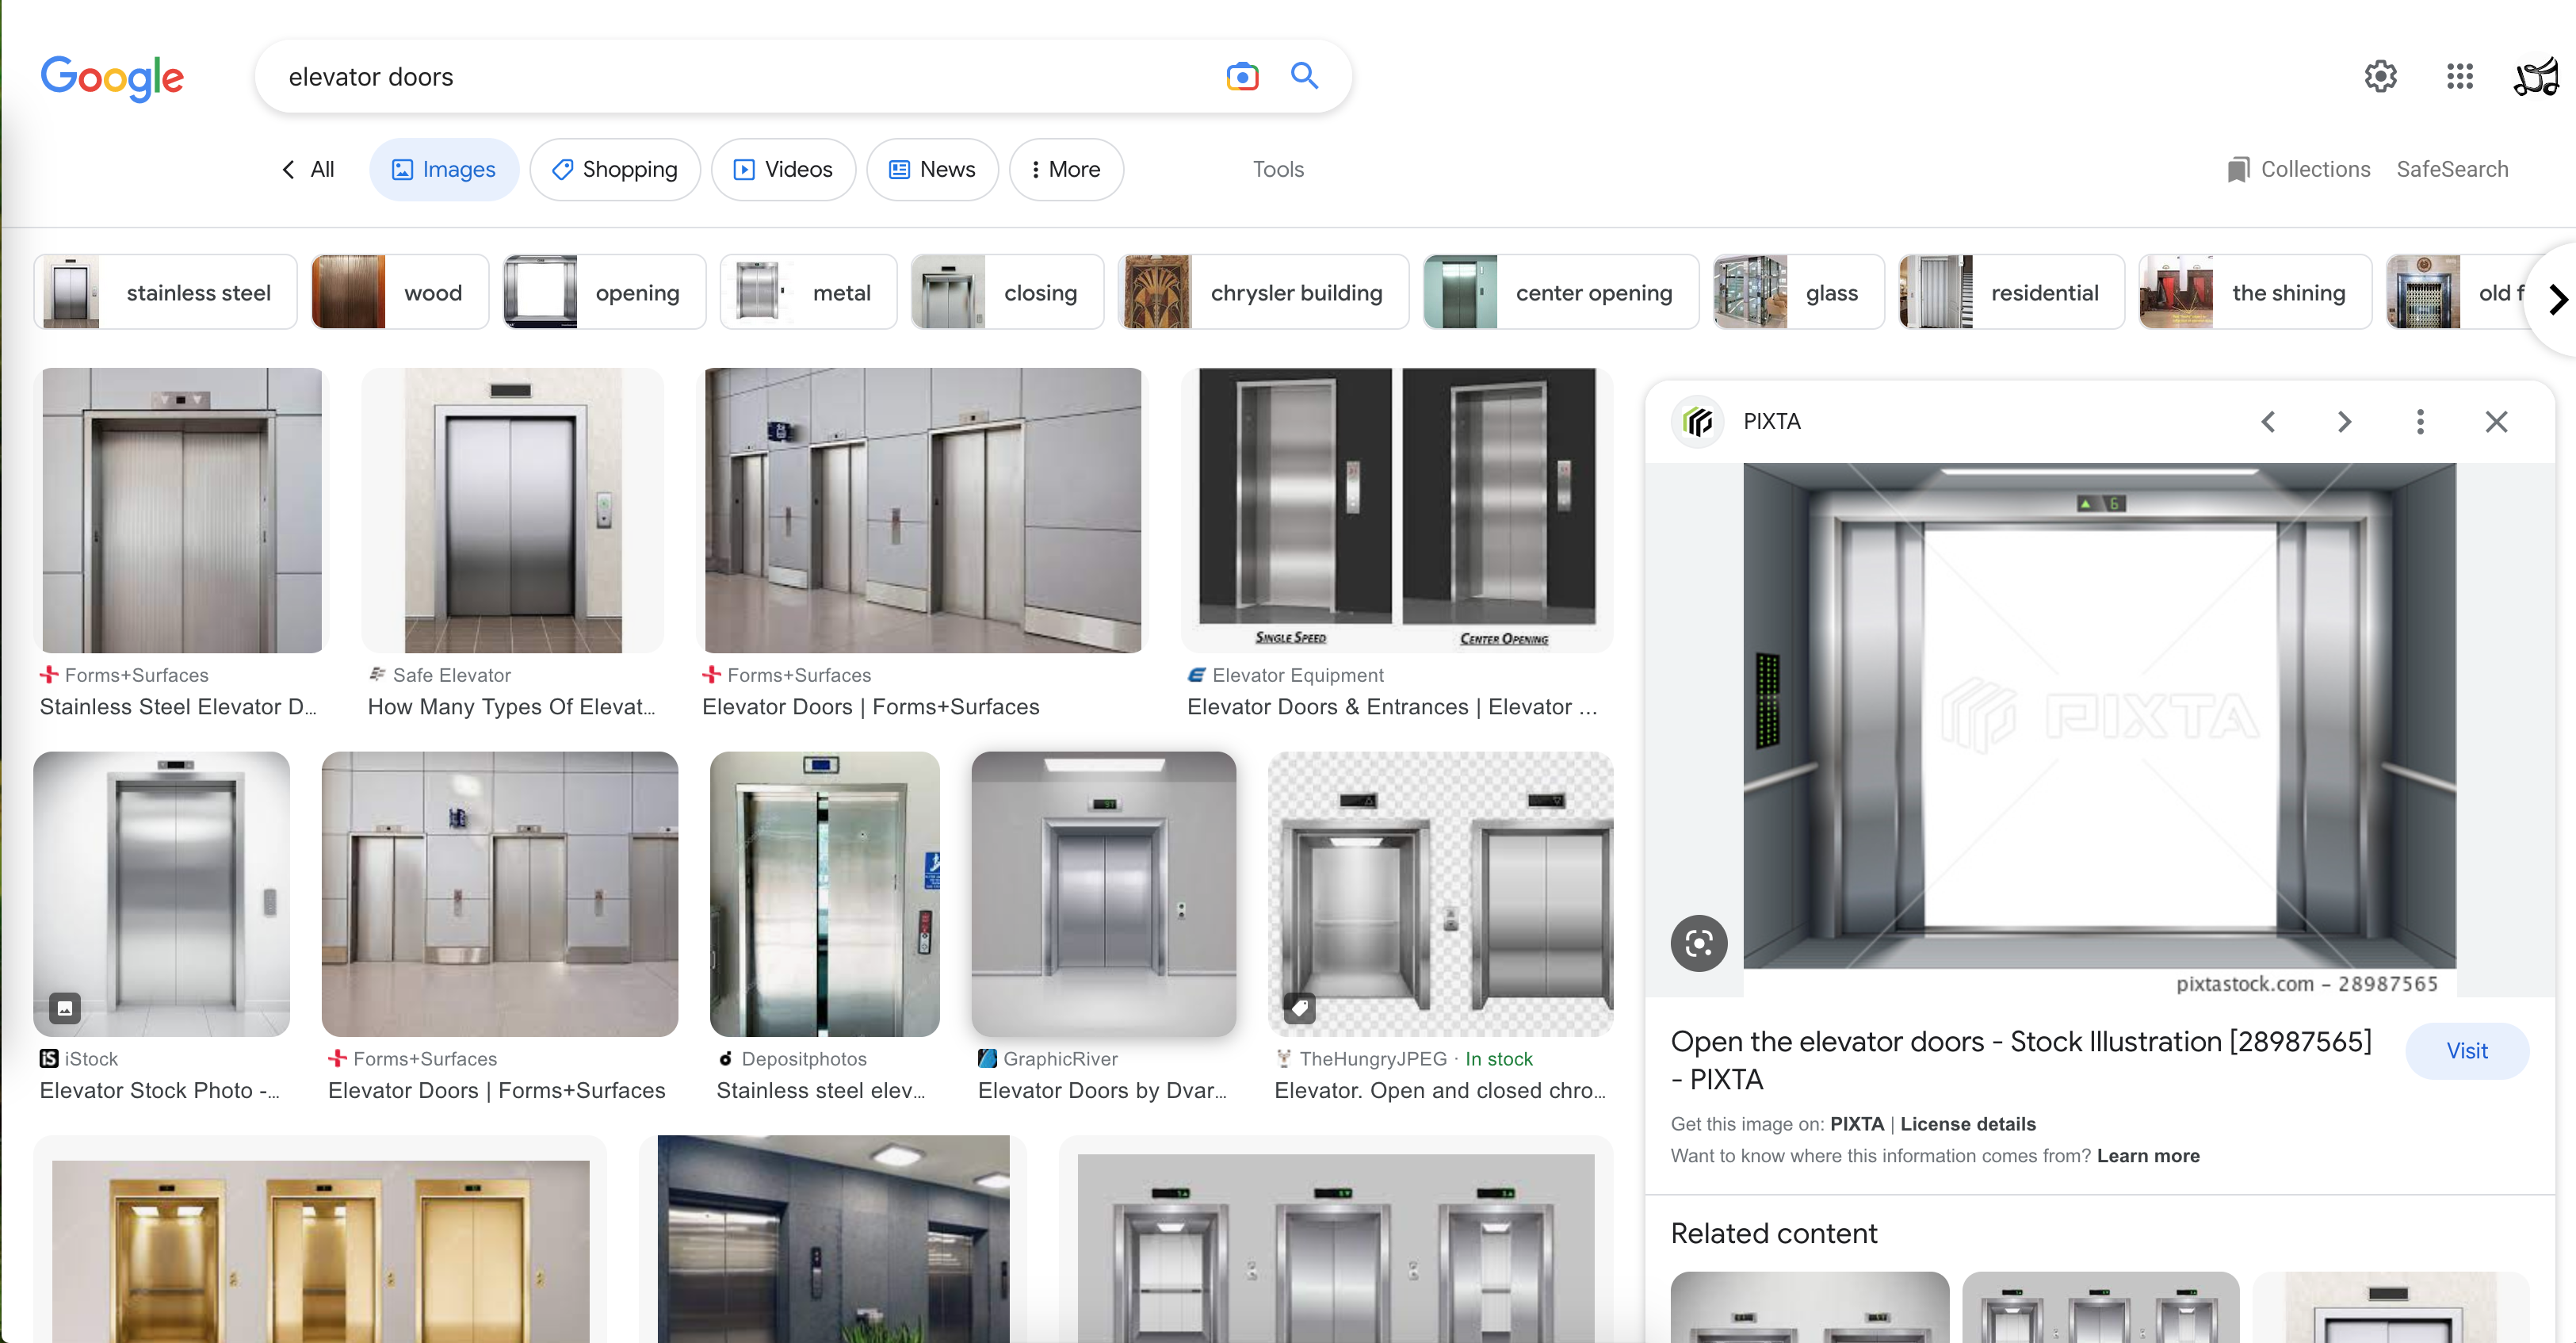 Google
elevator doors
All
Images
Shopping
Videos
News
More
Tools
Collections
SafeSearch
stainless steel
wood
opening
metal
closing
chrysler building
center opening
glass
residential
the shining
old f
Forms+Surfaces
Stainless Steel Elevator D...
Safe Elevator
How Many Types Of Elevat...
Forms+Surfaces
Elevator Doors | Forms+Surfaces
SINGLE SPEED
CENTER OPENING
Elevator Equipment
Elevator Doors & Entrances | Elevator ...
iStock
Elevator Stock Photo -...
Forms+Surfaces
Elevator Doors | Forms+Surfaces
Depositphotos
Stainless steel elev...
GraphicRiver
Elevator Doors by Dvar...
TheHungryJPEG · In stock
Elevator. Open and closed chro...
PIXTA
6
PIXTA
pixtastock.com – 28987565
Open the elevator doors - Stock Illustration [28987565]
- PIXTA
Visit
Get this image on: PIXTA | License details
Want to know where this information comes from? Learn more
Related content